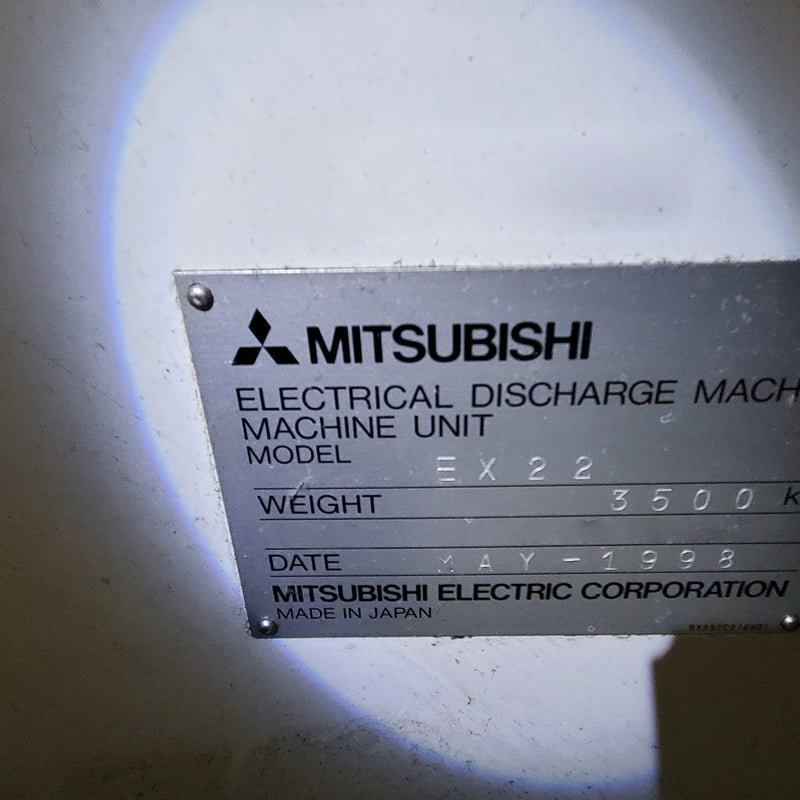 MITSUBISHI
ELECTRICAL DISCHARGE MACH
MACHINE UNIT
MODEL EX22
WEIGHT 3500 k
DATE MAY-1998
MITSUBISHI ELECTRIC CORPORATION
MADE IN JAPAN